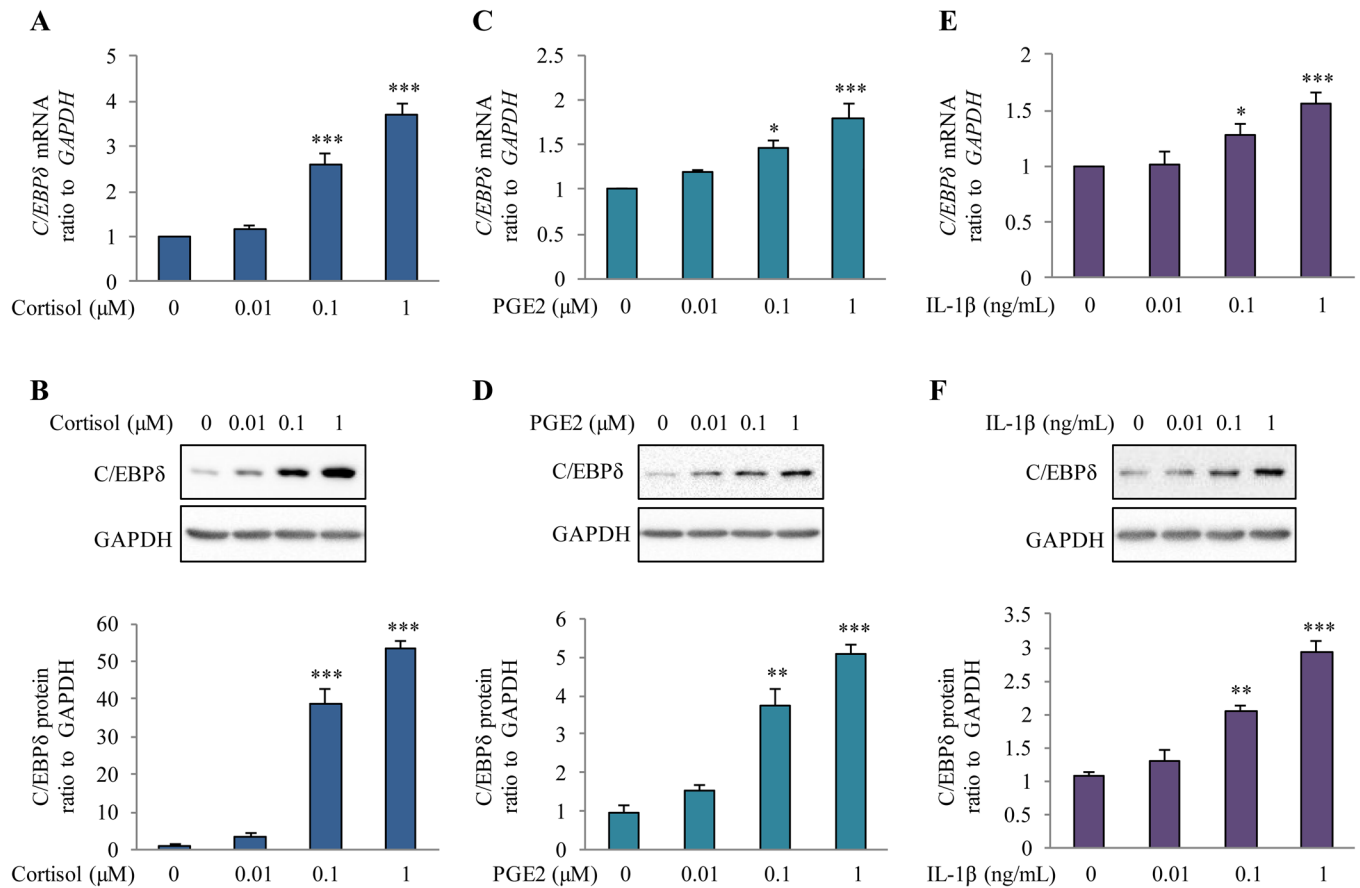 A
C/EBPδ mRNA
ratio to GAPDH
5
4
3
2
1
0
***
***
Cortisol (μM) 0 0.01 0.1 1
C
C/EBPδ mRNA
ratio to GAPDH
2.5
2
1.5
1
0.5
0
*
***
PGE2 (μM) 0 0.01 0.1 1
E
C/EBPδ mRNA
ratio to GAPDH
2
1.5
1
0.5
0
*
***
IL-1β (ng/mL) 0 0.01 0.1 1
B
Cortisol (μM) 0 0.01 0.1 1
C/EBPδ
GAPDH
C/EBPδ protein
ratio to GAPDH
60
50
40
30
20
10
0
***
***
Cortisol (μM) 0 0.01 0.1 1
D
PGE2 (μM) 0 0.01 0.1 1
C/EBPδ
GAPDH
C/EBPδ protein
ratio to GAPDH
6
5
4
3
2
1
0
**
***
PGE2 (μM) 0 0.01 0.1 1
F
IL-1β (ng/mL) 0 0.01 0.1 1
C/EBPδ
GAPDH
C/EBPδ protein
ratio to GAPDH
3.5
3
2.5
2
1.5
1
0.5
0
**
***
IL-1β (ng/mL) 0 0.01 0.1 1